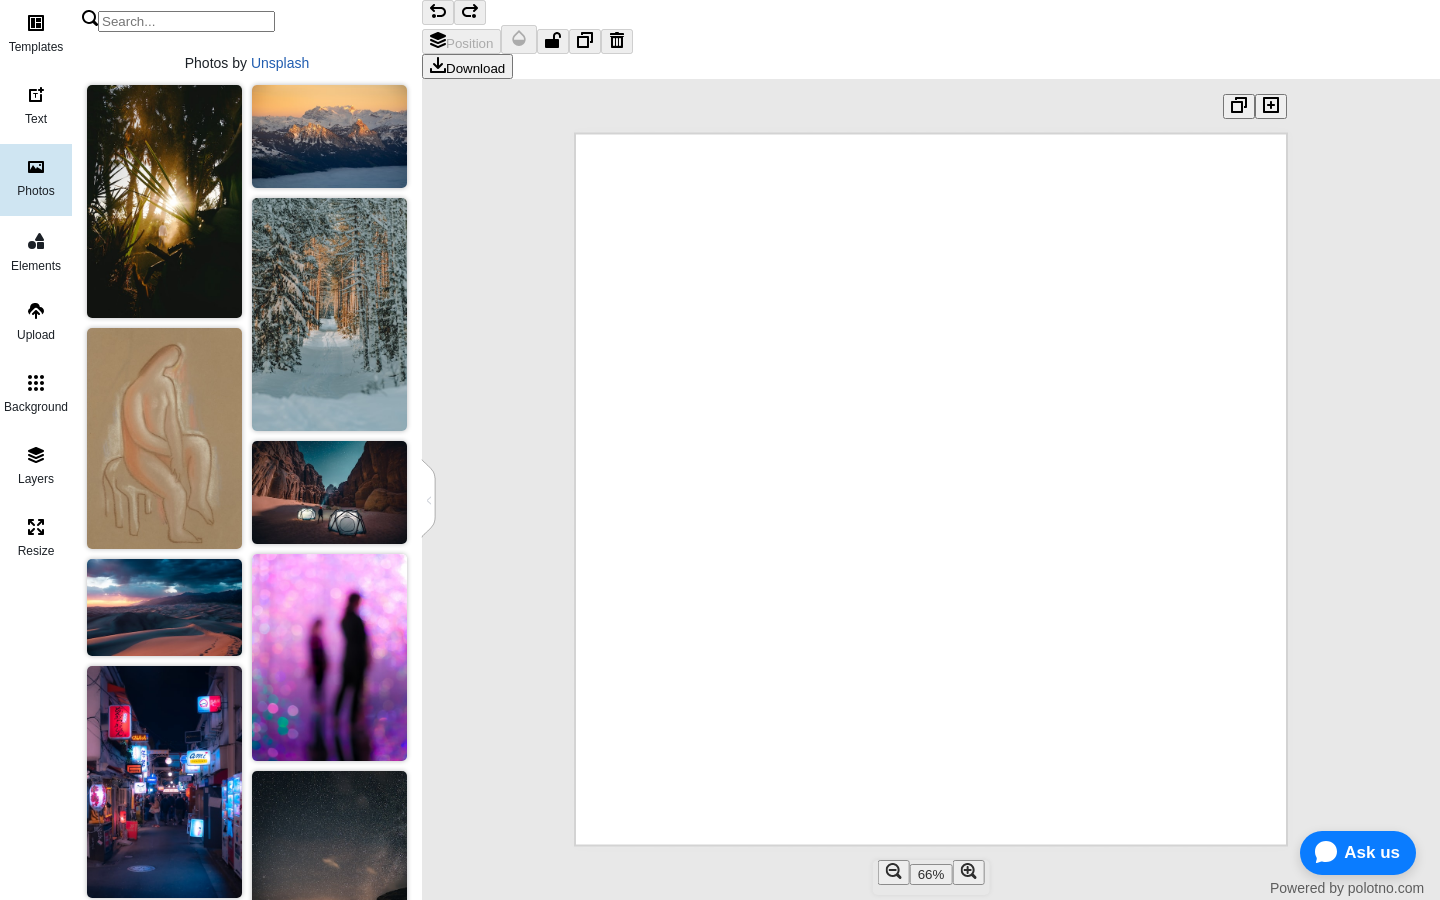 Templates
Text
Photos
Elements
Upload
Background
Layers
Resize
Search...
Photos by Unsplash
Position
Download
66%
Ask us
Powered by polotno.com